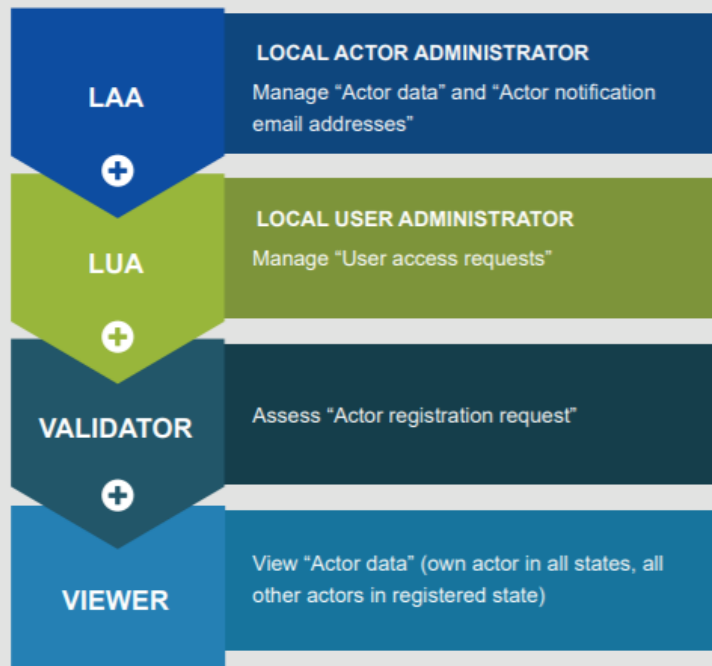 LAA
LOCAL ACTOR ADMINISTRATOR
Manage “Actor data” and “Actor notification
email addresses”
LUA
LOCAL USER ADMINISTRATOR
Manage “User access requests”
VALIDATOR
Assess “Actor registration request”
VIEWER
View “Actor data” (own actor in all states, all
other actors in registered state)